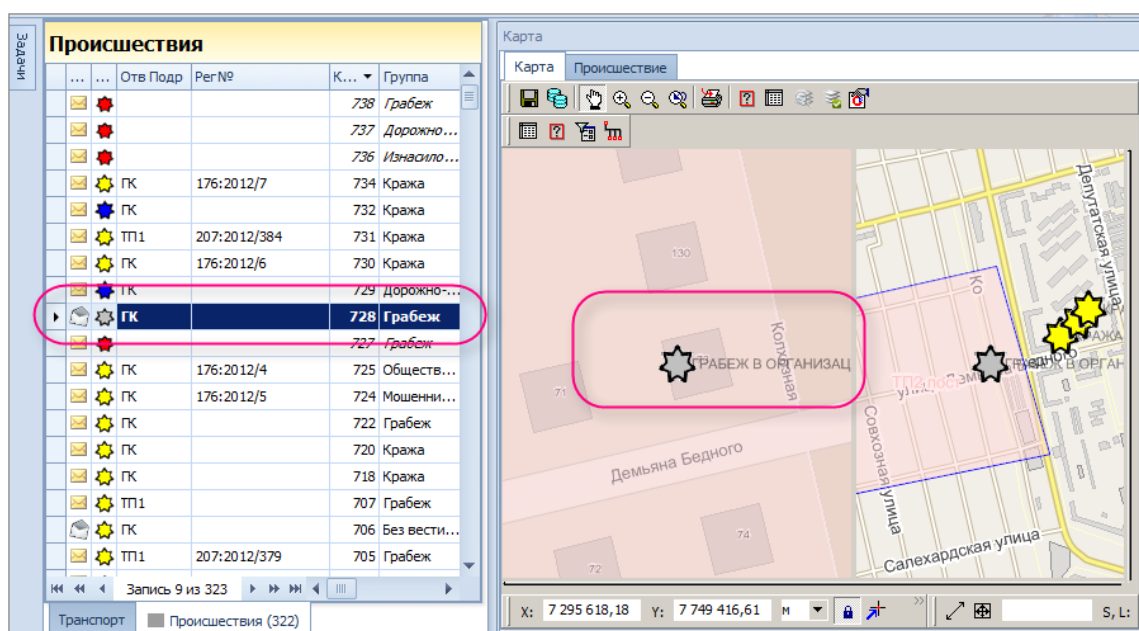 Задачи
Происшествия
... ... Отв Подр Рег№ К... Группа
738 Грабеж
737 Дорожно...
736 Изнасило...
ГК 176:2012/7 734 Кража
ГК 732 Кража
ТП1 207:2012/384 731 Кража
ГК 176:2012/6 730 Кража
ГК 729 Дорожно-...
ГК 728 Грабеж
727 Грабеж
ГК 176:2012/4 725 Обществ...
ГК 176:2012/5 724 Мошенни...
ГК 722 Грабеж
ГК 720 Кража
ГК 718 Кража
ТП1 707 Грабеж
ГК 706 Без вести...
ТП1 207:2012/379 705 Грабеж
Запись 9 из 323
Транспорт Происшествия (322)
Карта
Карта Происшествие
130
Колхозная
ГРАБЕЖ В ОРГАНИЗАЦ
71
Демьяна Бедного
74
72
Депутатская улица
Ко
ТП2 пост
Совхозная улица
Салехардская улица
X: 7 295 618,18 Y: 7 749 416,61 м
S, L: